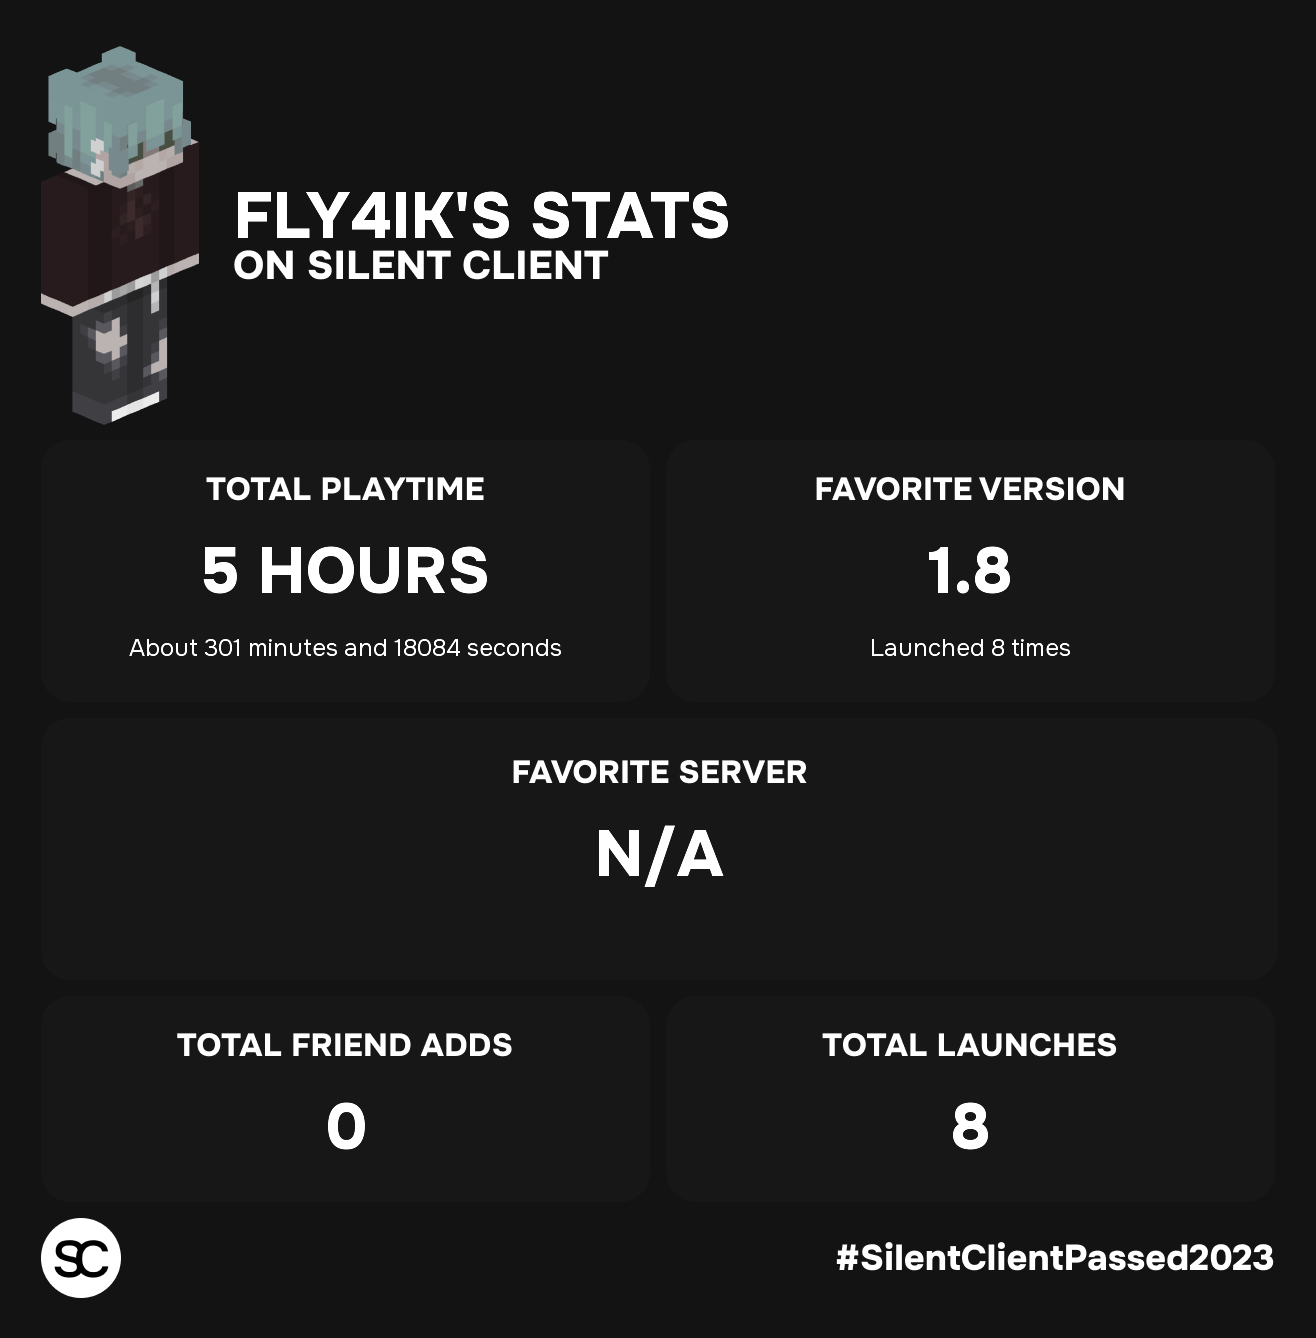 FLY4IK'S STATS
ON SILENT CLIENT
TOTAL PLAYTIME
5 HOURS
About 301 minutes and 18084 seconds
FAVORITE VERSION
1.8
Launched 8 times
FAVORITE SERVER
N/A
TOTAL FRIEND ADDS
0
TOTAL LAUNCHES
8
SC
#SilentClientPassed2023